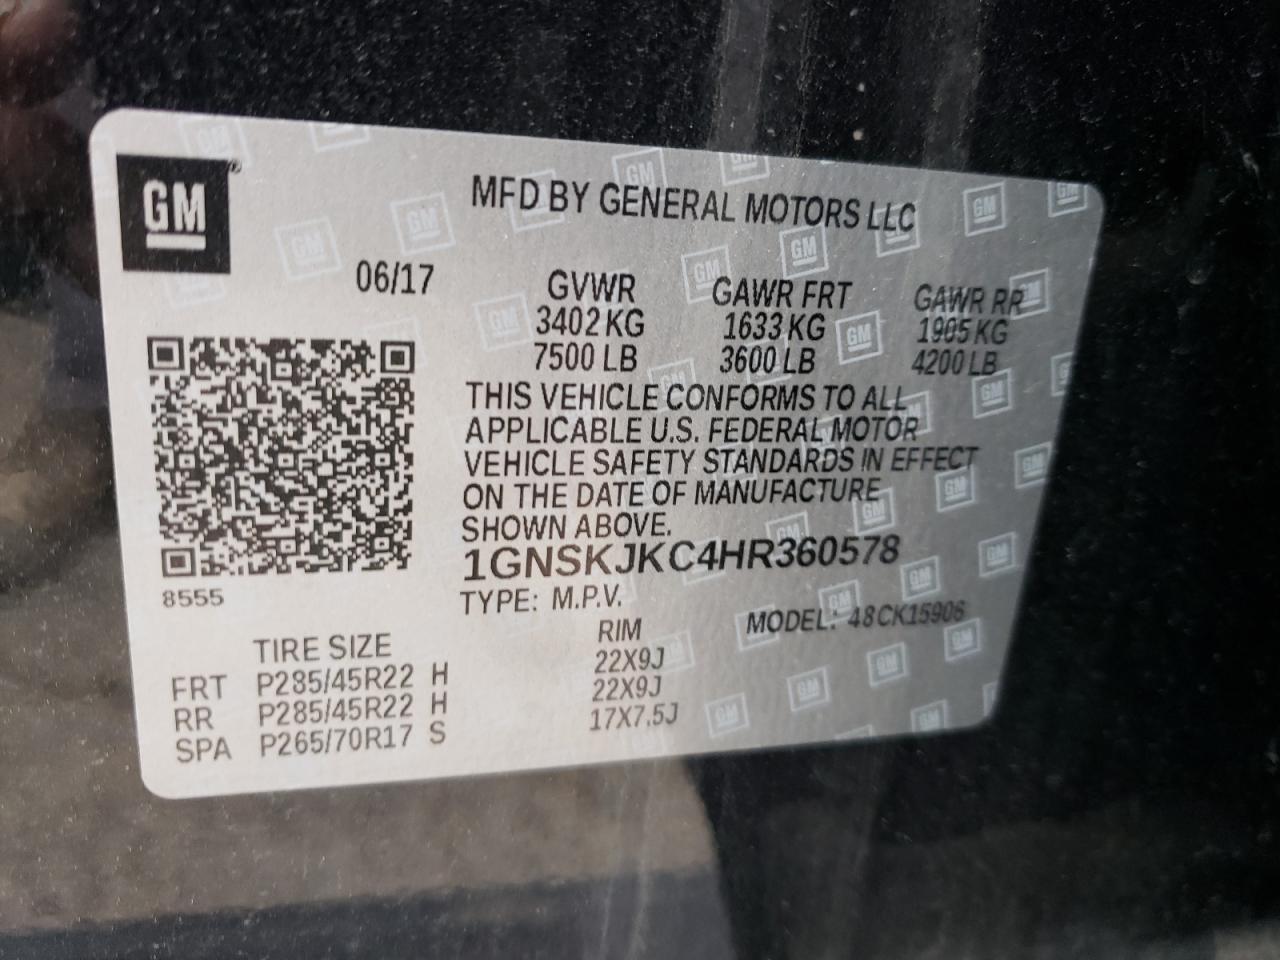 GM
MFD BY GENERAL MOTORS LLC
06/17
GVWR GAWR FRT GAWR RR
3402 KG 1633 KG 1905 KG
7500 LB 3600 LB 4200 LB
THIS VEHICLE CONFORMS TO ALL
APPLICABLE U.S. FEDERAL MOTOR
VEHICLE SAFETY STANDARDS IN EFFECT
ON THE DATE OF MANUFACTURE
SHOWN ABOVE.
1GNSKJKC4HR360578
8555
TYPE: M.P.V. MODEL: 48CK15906
TIRE SIZE RIM
FRT P285/45R22 H 22X9J
RR P285/45R22 H 22X9J
SPA P265/70R17 S 17X7.5J